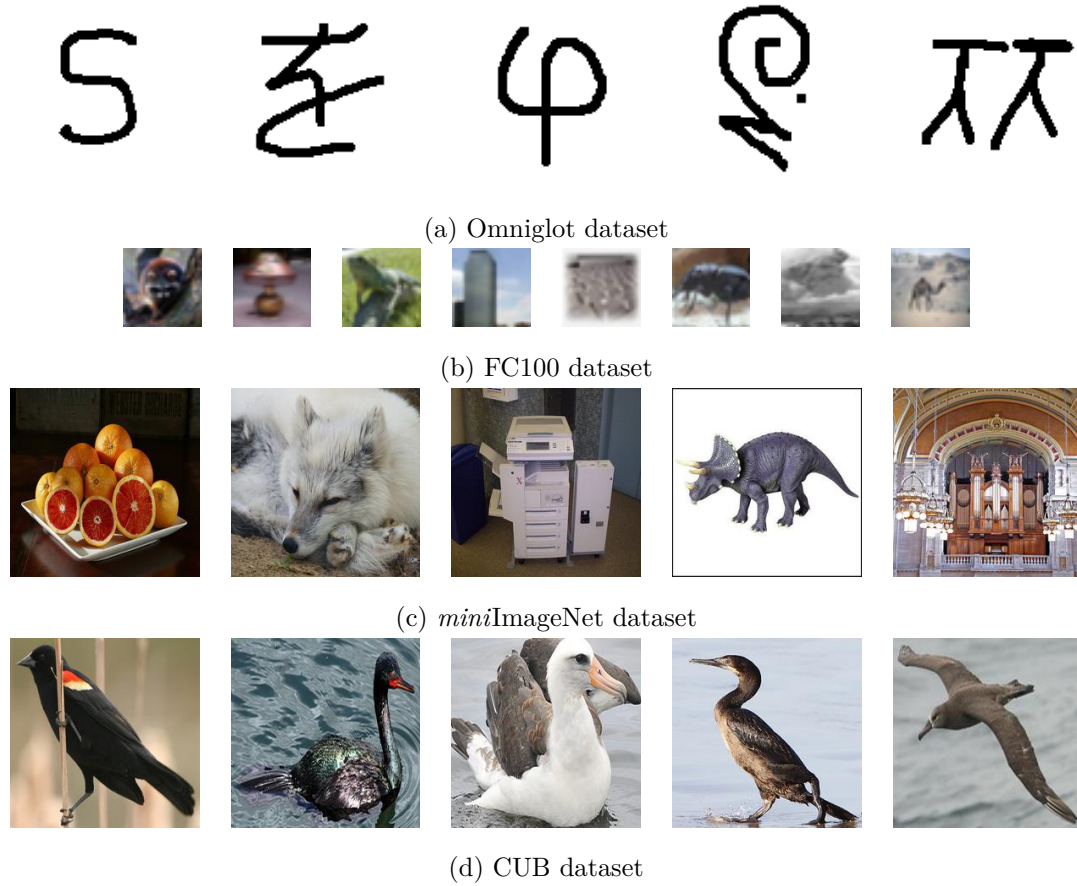 (a) Omniglot dataset
(b) FC100 dataset
(c) miniImageNet dataset
(d) CUB dataset